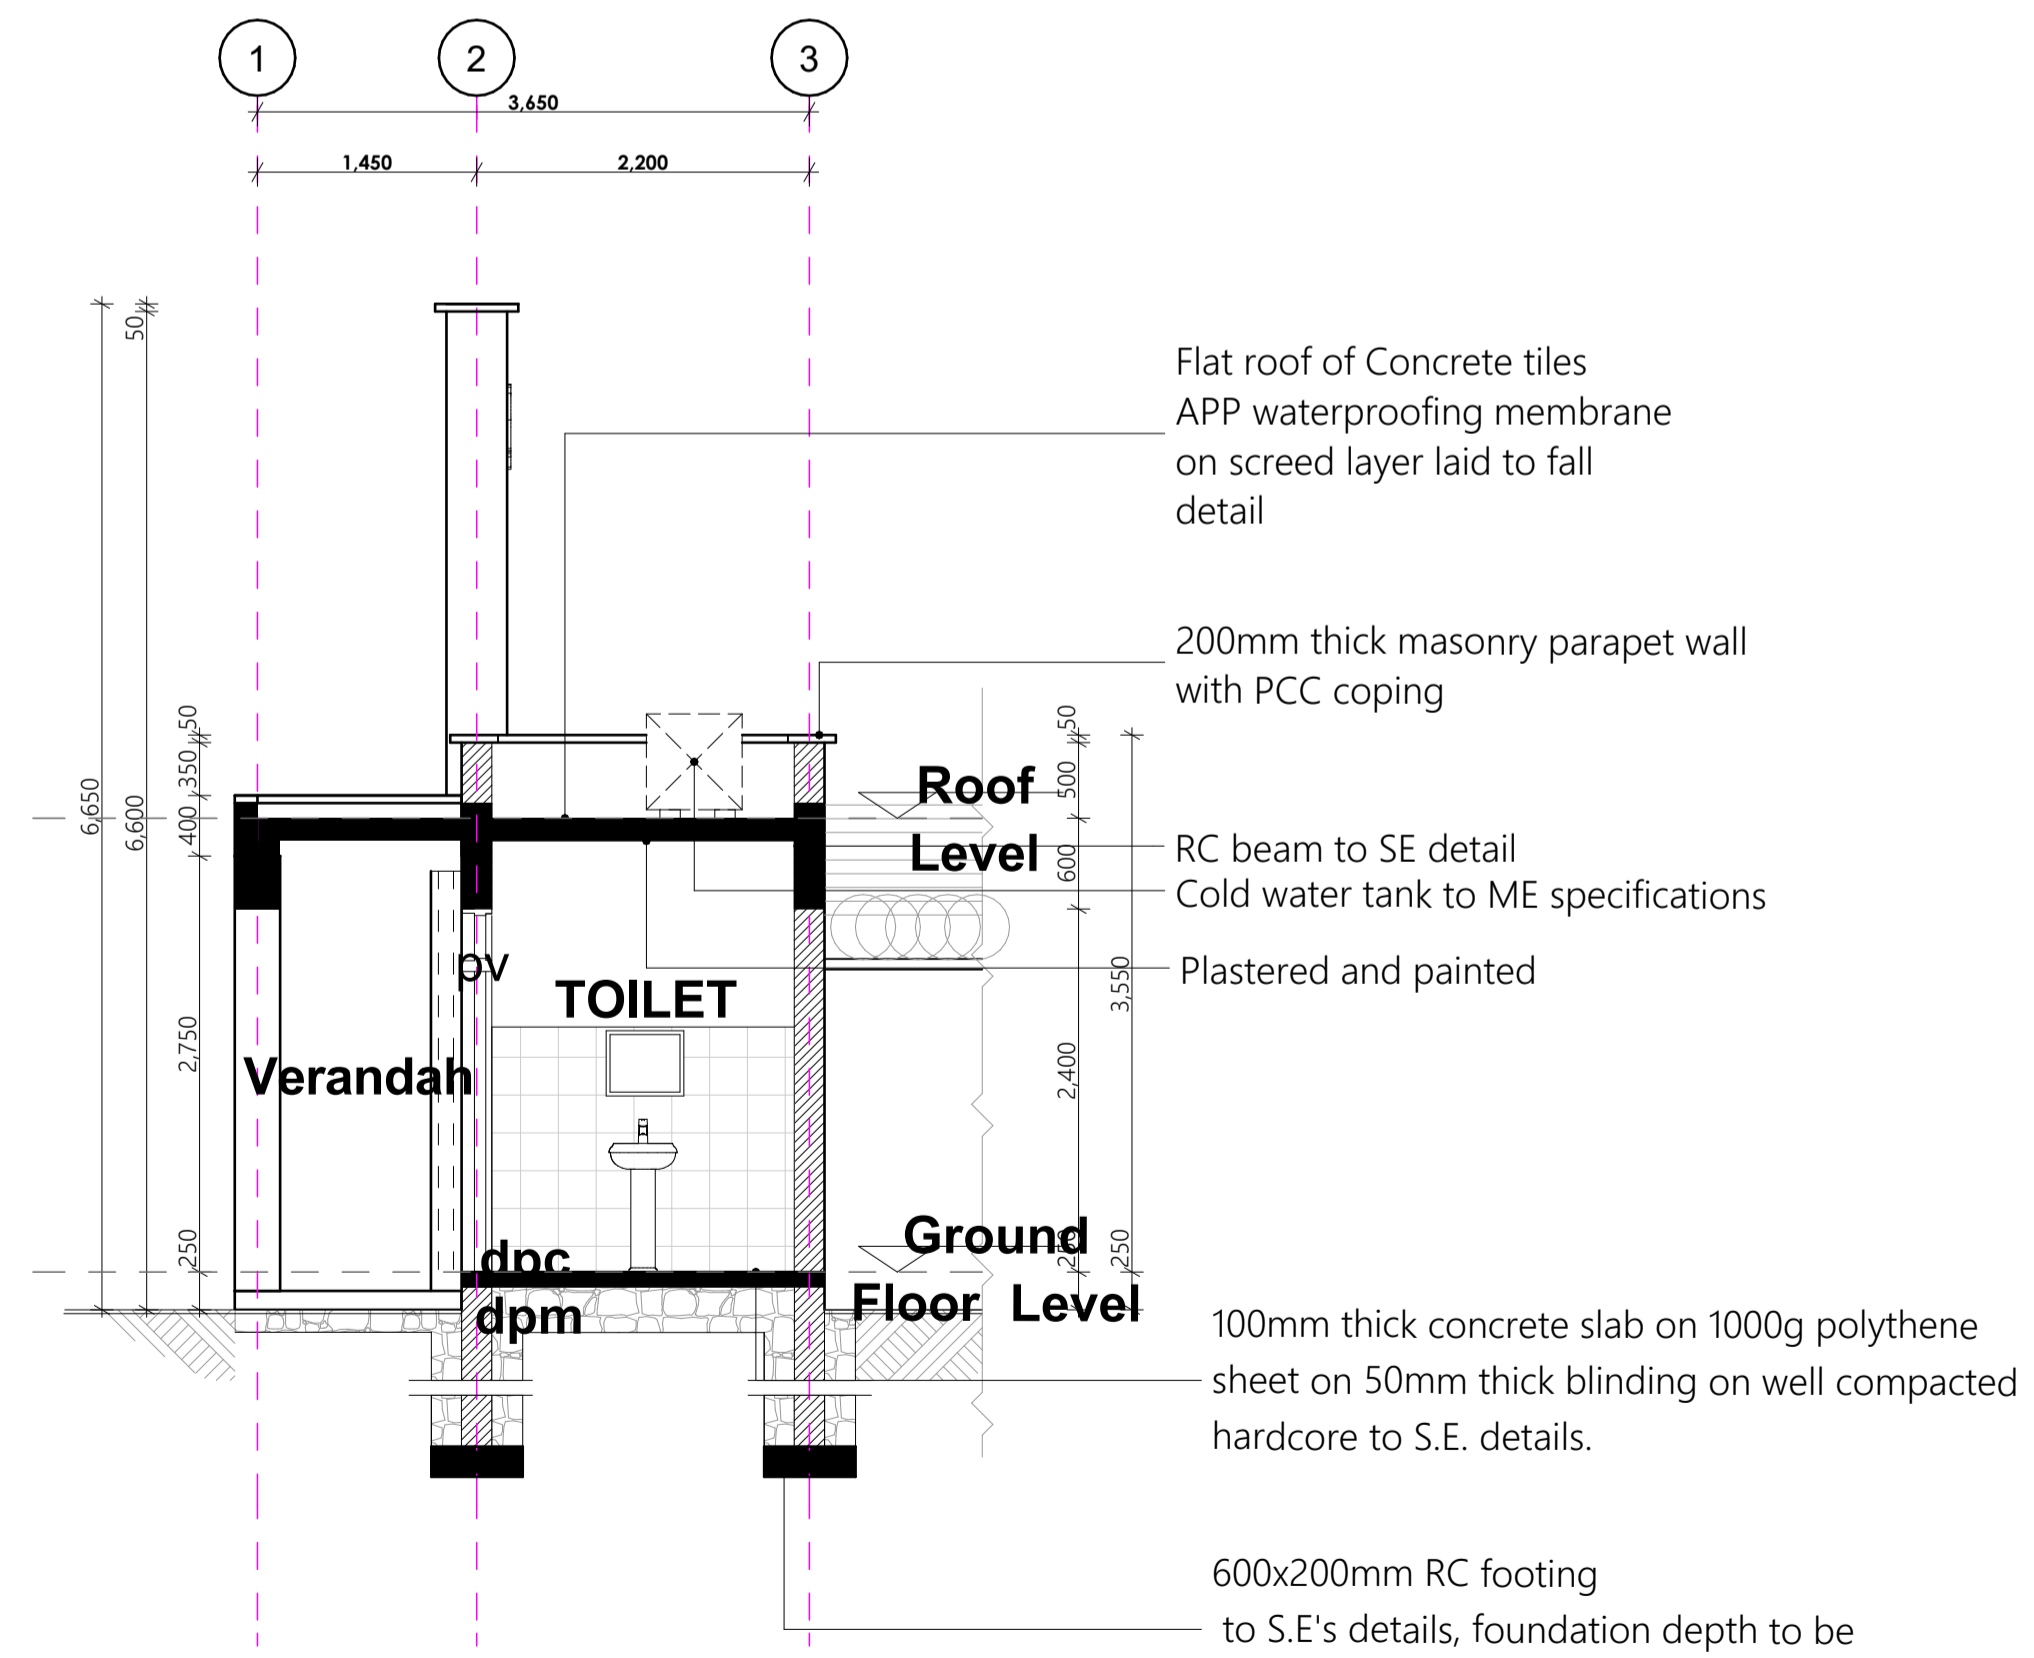 1
2
3
3,650
1,450
2,200
50
6,650
6,600
50
350
400
2,750
250
Flat roof of Concrete tiles
APP waterproofing membrane
on screed layer laid to fall
detail
200mm thick masonry parapet wall
with PCC coping
50
500
600
2,400
250
3,550
250
Roof
Level
RC beam to SE detail
Cold water tank to ME specifications
Plastered and painted
pv
TOILET
Verandah
dpc
dpm
Ground
Floor Level
100mm thick concrete slab on 1000g polythene
sheet on 50mm thick blinding on well compacted
hardcore to S.E. details.
600x200mm RC footing
to S.E's details, foundation depth to be